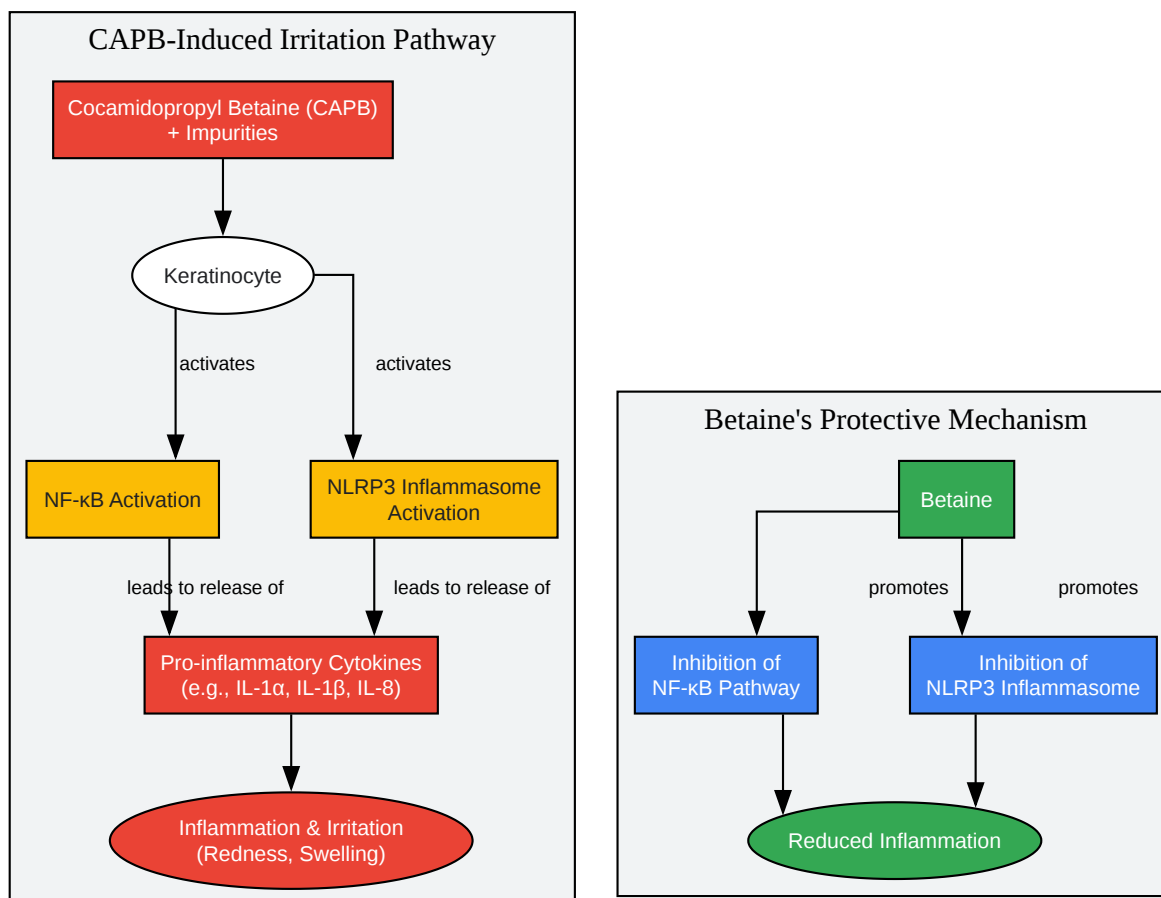 CAPB-Induced Irritation Pathway
Cocamidopropyl Betaine (CAPB)
+ Impurities
Keratinocyte
activates
activates
NF-κB Activation
NLRP3 Inflammasome
Activation
leads to release of
leads to release of
Pro-inflammatory Cytokines
(e.g., IL-1α, IL-1β, IL-8)
Inflammation & Irritation
(Redness, Swelling)
Betaine's Protective Mechanism
Betaine
promotes
promotes
Inhibition of
NF-κB Pathway
Inhibition of
NLRP3 Inflammasome
Reduced Inflammation